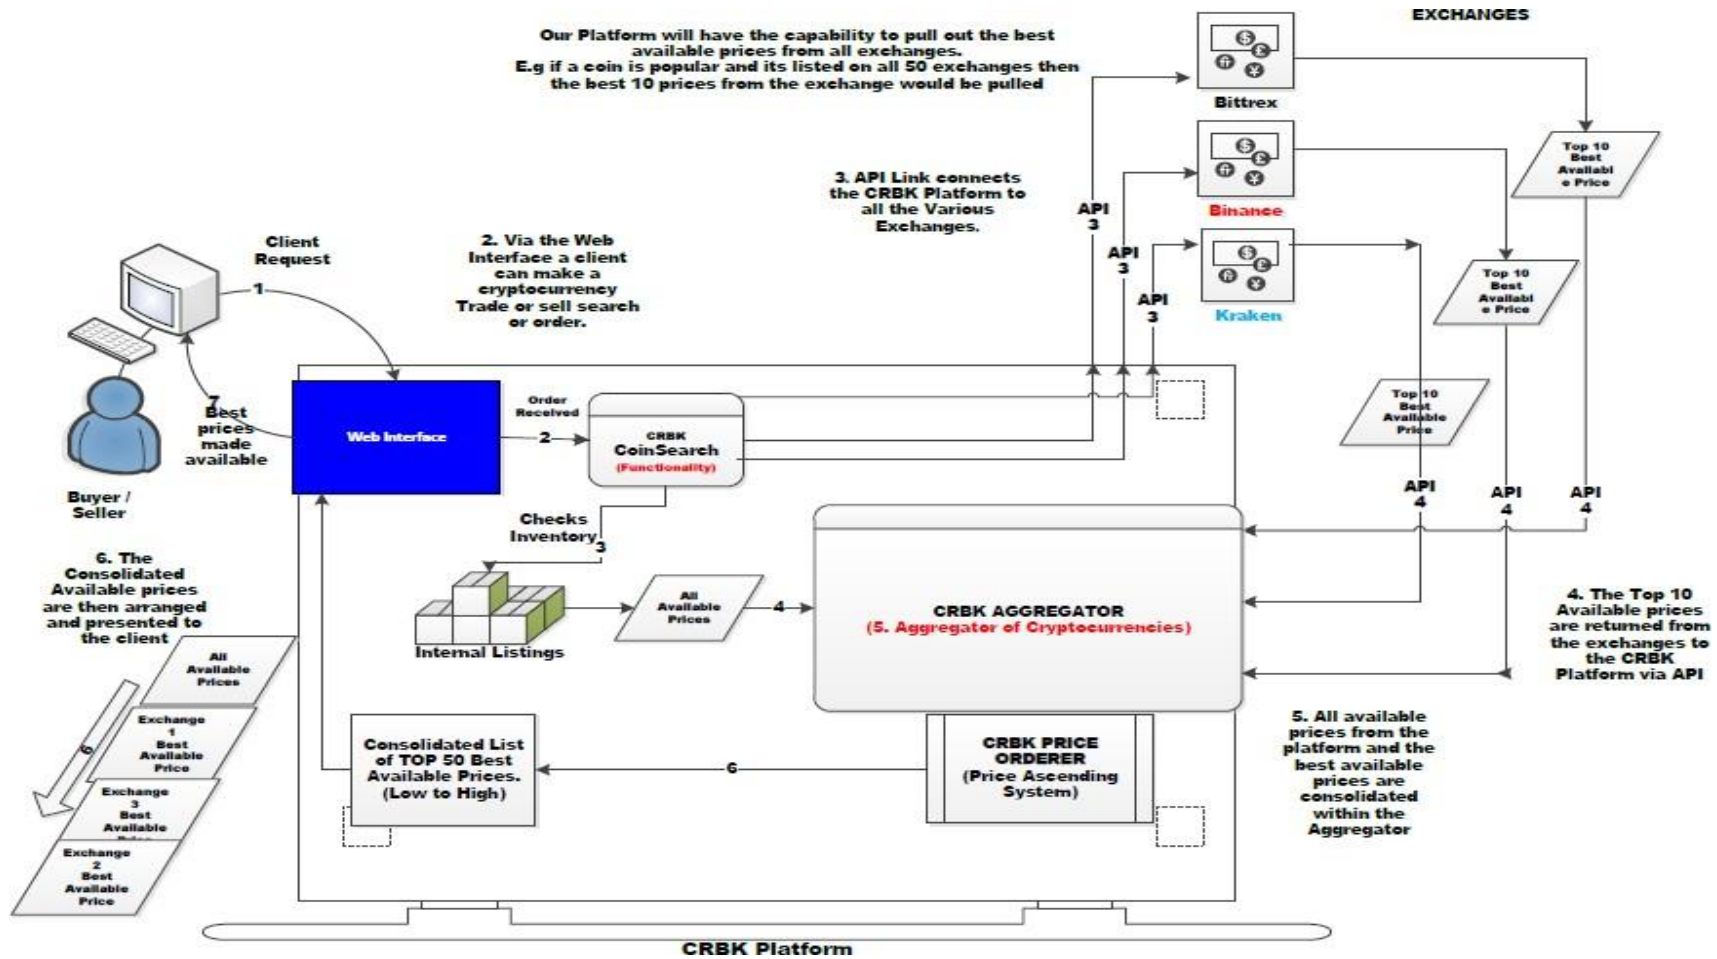 EXCHANGES
Our Platform will have the capability to pull out the best
available prices from all exchanges.
E.g if a coin is popular and its listed on all 50 exchanges then
the best 10 prices from the exchange would be pulled
Bittrex
Top 10
Best
Availabl
e Price
3. API Link connects
the CRBK Platform to
all the Various
Exchanges.
API
3
Binance
API
3
Top 10
Best
Availabl
e Price
API
3
Kraken
Client
Request
1
2. Via the Web
Interface a client
can make a
cryptocurrency
Trade or sell search
or order.
7
Best
prices
made
available
Buyer /
Seller
Web Interface
Order
Received
2
CRBK
CoinSearch
(Functionality)
Top 10
Best
Available
Price
API
4
API
4
API
4
Checks
Inventory
3
Internal Listings
All
Available
Prices
4
CRBK AGGREGATOR
(5. Aggregator of Cryptocurrencies)
4. The Top 10
Available prices
are returned from
the exchanges to
the CRBK
Platform via API
5. All available
prices from the
platform and the
best available
prices are
consolidated
within the
Aggregator
CRBK PRICE
ORDERER
(Price Ascending
System)
6
Consolidated List
of TOP 50 Best
Available Prices.
(Low to High)
6. The
Consolidated
Available prices
are then arranged
and presented to
the client
All
Available
Prices
6
Exchange
1
Best
Available
Price
Exchange
3
Best
Available
Exchange
2
Best
Available
Price
CRBK Platform